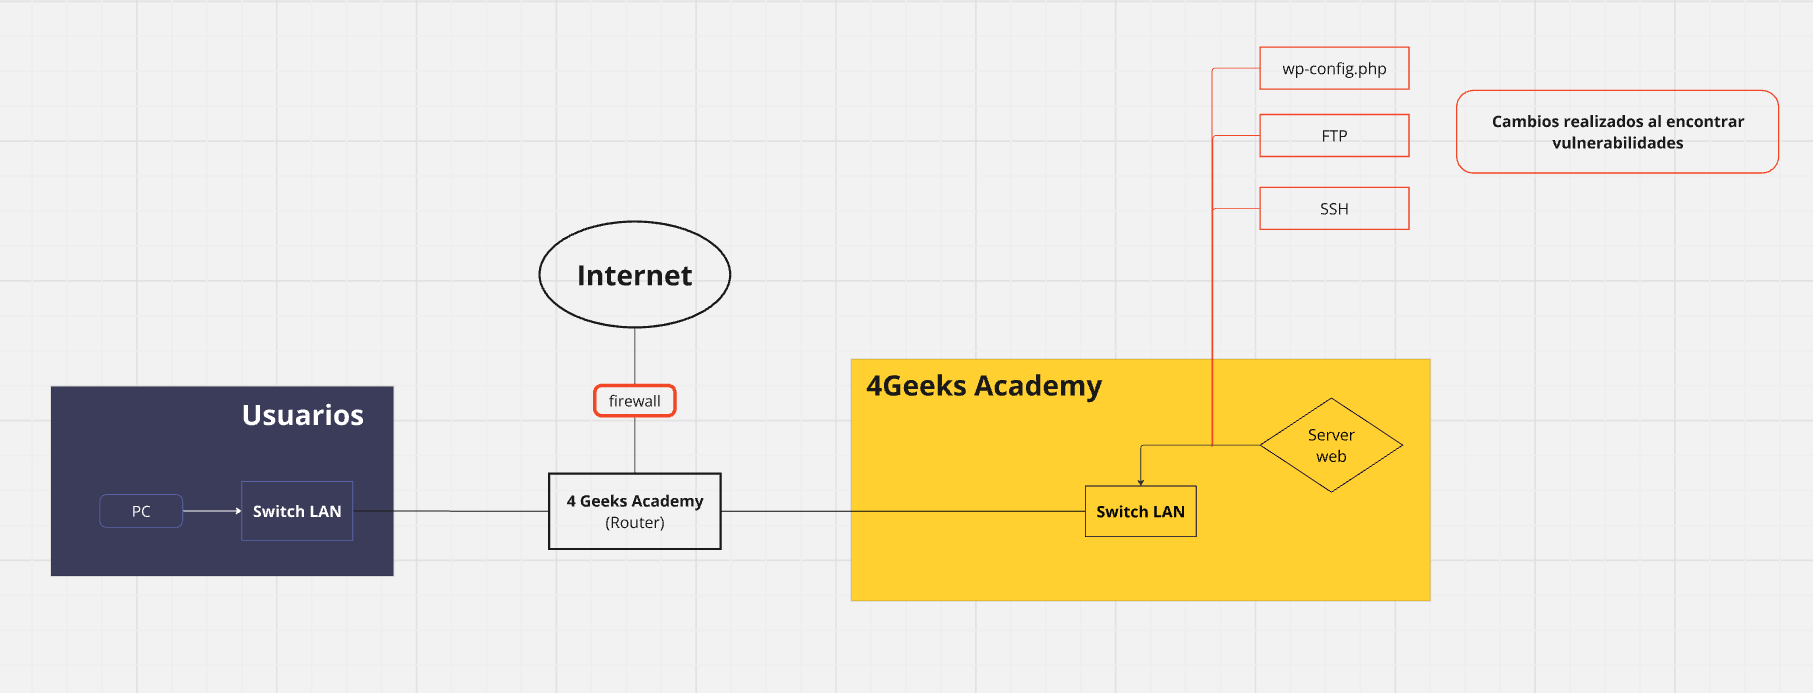 wp-config.php
FTP
SSH
Cambios realizados al encontrar
vulnerabilidades
Internet
firewall
Usuarios
PC
Switch LAN
4 Geeks Academy
(Router)
4Geeks Academy
Server
web
Switch LAN